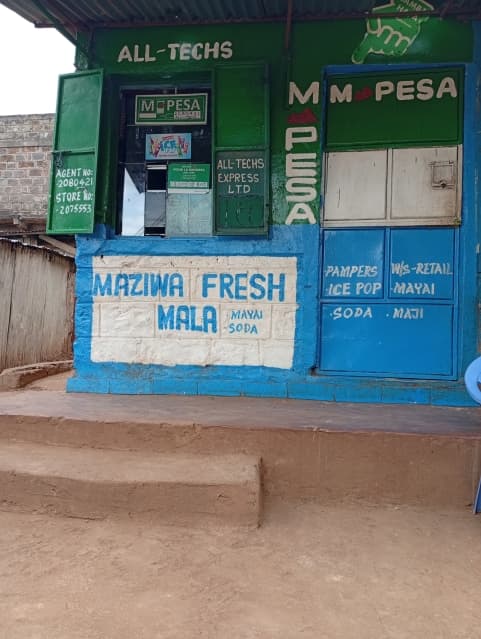 ALL-TECHS
M-PESA
M-PESA
M-PESA
AGENT NO:
2080421
STORE NO:
-2075553
ALL-TECHS
EXPRESS
LTD
MAZIWA FRESH
MALA
MAYAI
-SODA
PAMPERS
ICE POP
W/S-RETAIL
MAYAI
·SODA
·MAJI